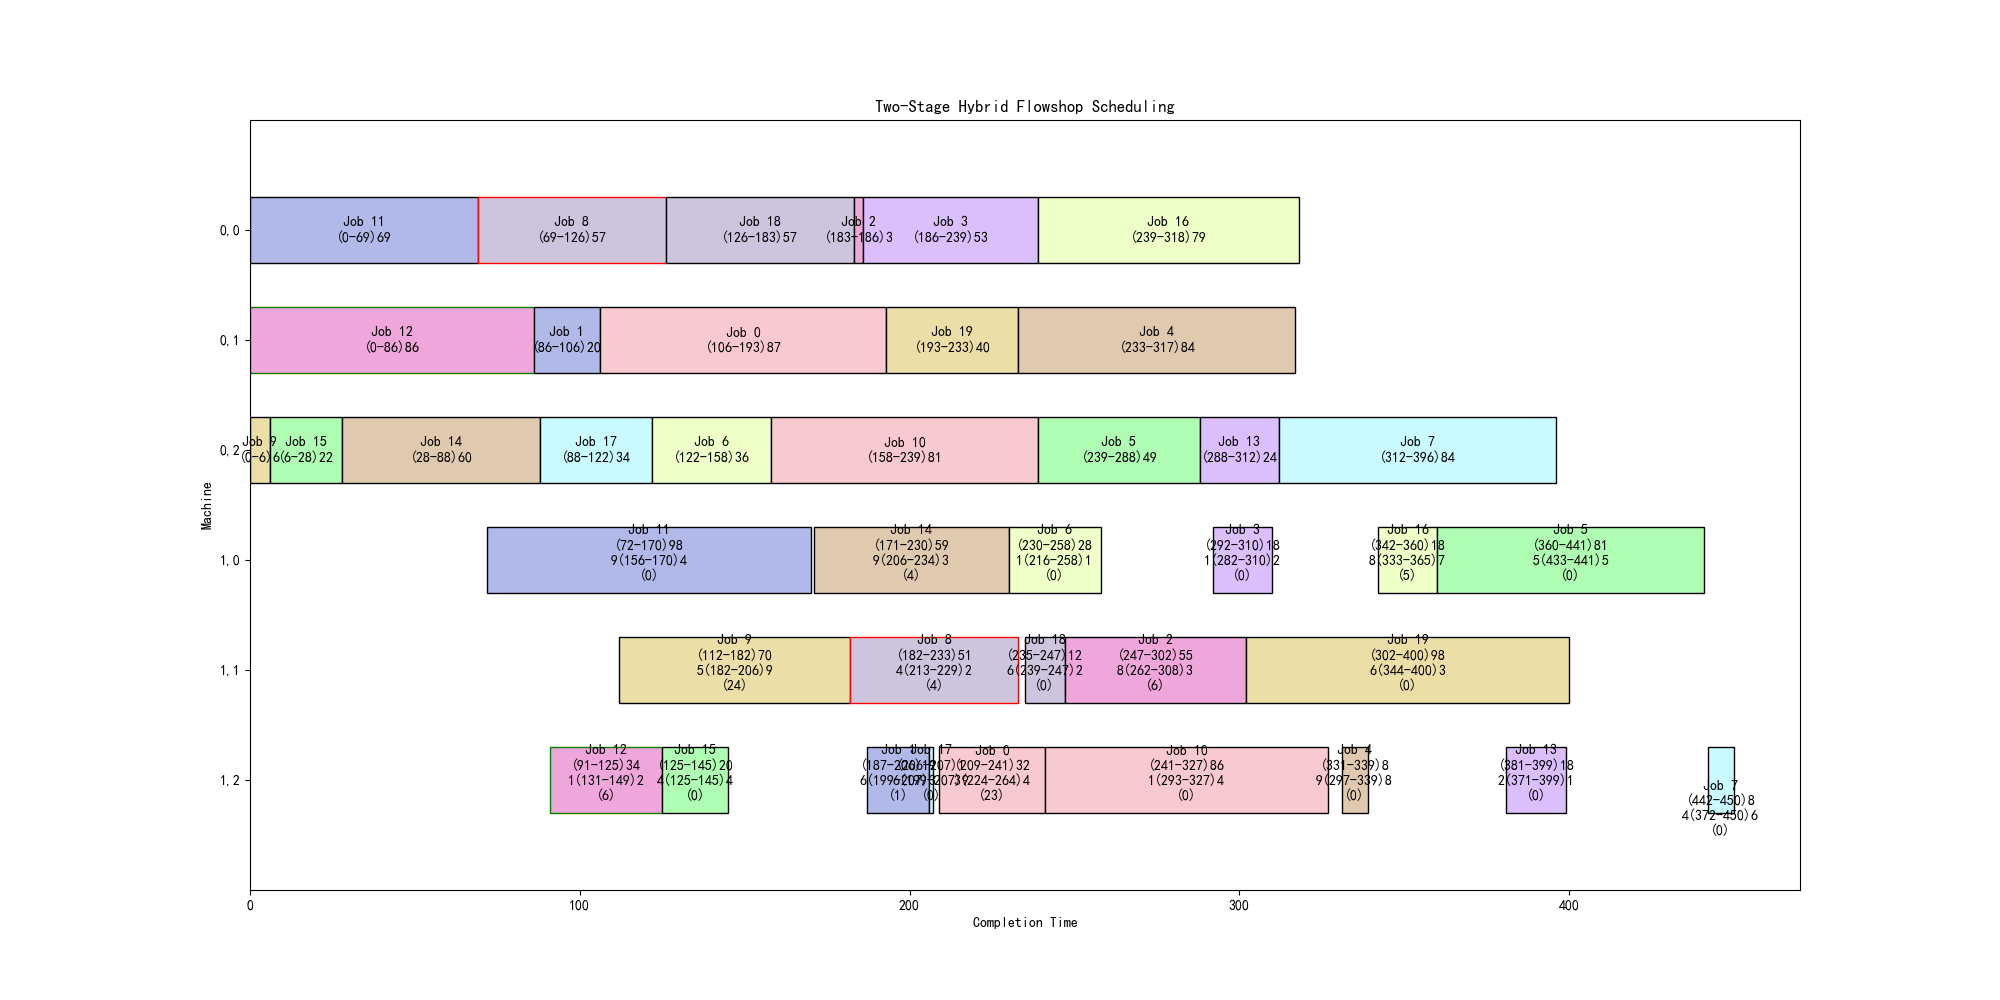 Two-Stage Hybrid Flowshop Scheduling
0,0
Job 11
(0-69)69
Job 8
(69-126)57
Job 18
(126-183)57
Job 2
(183-186)3
Job 3
(186-239)53
Job 16
(239-318)79
0,1
Job 12
(0-86)86
Job 1
(86-106)20
Job 0
(106-193)87
Job 19
(193-233)40
Job 4
(233-317)84
0,2
Job 9
(0-6)6
Job 15
(6-28)22
Job 14
(28-88)60
Job 17
(88-122)34
Job 6
(122-158)36
Job 10
(158-239)81
Job 5
(239-288)49
Job 13
(288-312)24
Job 7
(312-396)84
Machine
1,0
Job 11
(72-170)98
9(156-170)4
(0)
Job 14
(171-230)59
9(206-234)3
(4)
Job 6
(230-258)28
1(216-258)1
(0)
Job 3
(292-310)18
1(282-310)2
(0)
Job 16
(342-360)18
8(333-365)7
(5)
Job 5
(360-441)81
5(433-441)5
(0)
1,1
Job 9
(112-182)70
5(182-206)9
(24)
Job 8
(182-233)51
4(213-229)2
(4)
Job 18
(235-247)12
6(239-247)2
(0)
Job 2
(247-302)55
8(262-308)3
(6)
Job 19
(302-400)98
6(344-400)3
(0)
1,2
Job 12
(91-125)34
1(131-149)2
(6)
Job 15
(125-145)20
4(125-145)4
(0)
Job 1
(1)
Job 17
(0)
Job 0
(209-241)32
(224-264)4
(23)
Job 10
(241-327)86
1(293-327)4
(0)
Job 4
(331-339)8
9(297-339)8
(0)
Job 13
(381-399)18
2(371-399)1
(0)
Job 7
(442-450)8
4(372-450)6
(0)
0
100
200
300
400
Completion Time